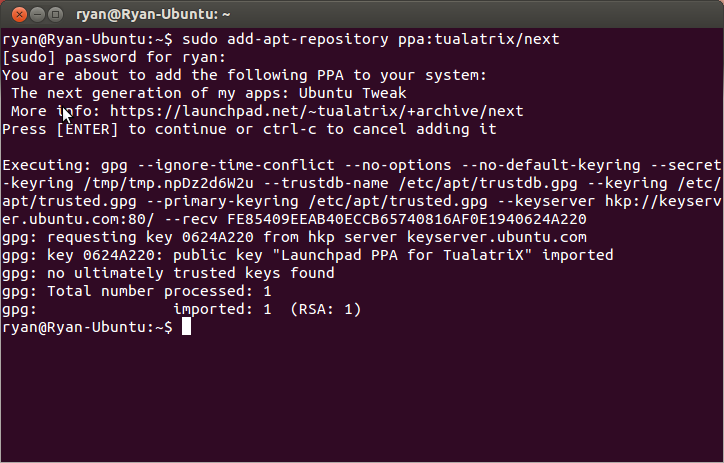 ryan@Ryan-Ubuntu: ~
ryan@Ryan-Ubuntu:~$ sudo add-apt-repository ppa:tualatrix/next
[sudo] password for ryan:
You are about to add the following PPA to your system:
 The next generation of my apps: Ubuntu Tweak
 More info: https://launchpad.net/~tualatrix/+archive/next
Press [ENTER] to continue or ctrl-c to cancel adding it
Executing: gpg --ignore-time-conflict --no-options --no-default-keyring --secret
-keyring /tmp/tmp.npDz2d6W2u --trustdb-name /etc/apt/trustdb.gpg --keyring /etc/
apt/trusted.gpg --primary-keyring /etc/apt/trusted.gpg --keyserver hkp://keyserv
er.ubuntu.com:80/ --recv FE85409EEAB40ECCB65740816AF0E1940624A220
gpg: requesting key 0624A220 from hkp server keyserver.ubuntu.com
gpg: key 0624A220: public key "Launchpad PPA for TualatriX" imported
gpg: no ultimately trusted keys found
gpg: Total number processed: 1
gpg:               imported: 1  (RSA: 1)
ryan@Ryan-Ubuntu:~$